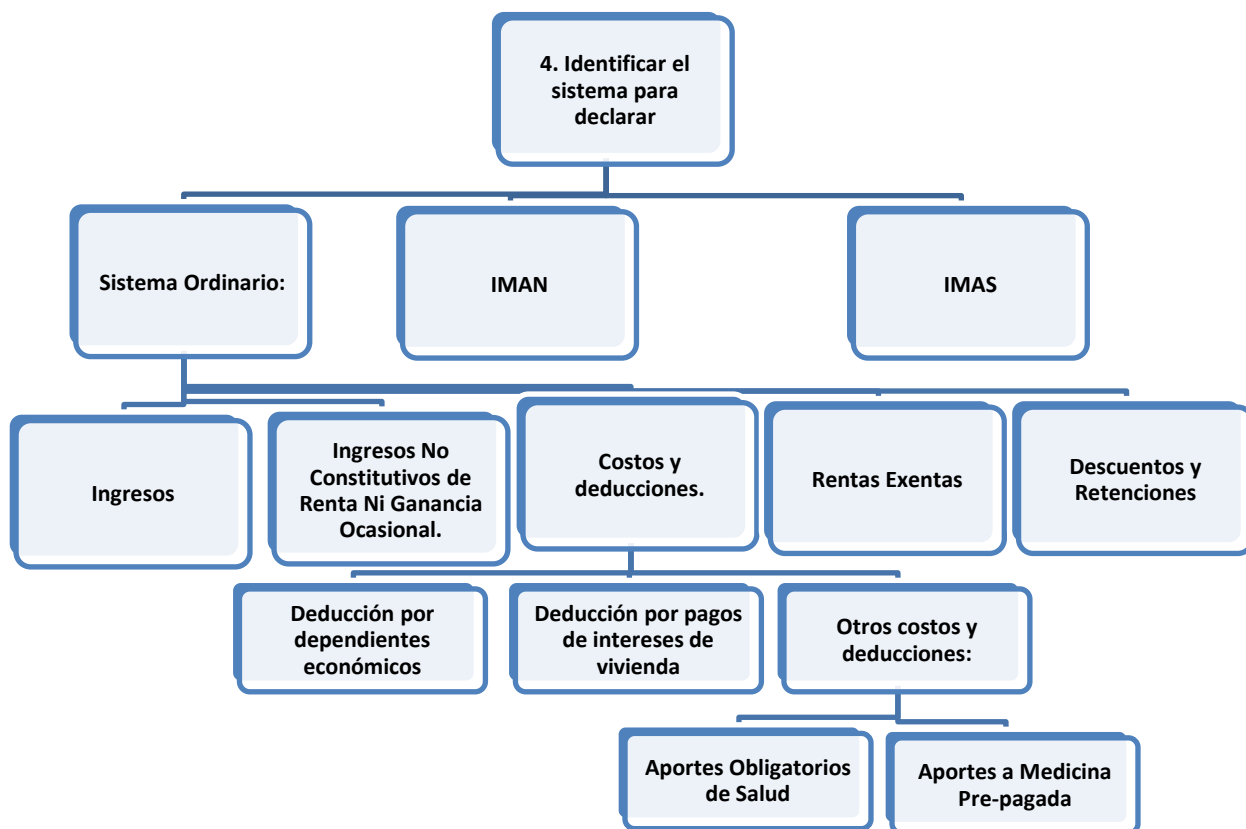 4. Identificar el
sistema para
declarar
Sistema Ordinario:
IMAN
IMAS
Ingresos
Ingresos No
Constitutivos de
Renta Ni Ganancia
Ocasional.
Costos y
deducciones.
Rentas Exentas
Descuentos y
Retenciones
Deducción por
dependientes
económicos
Deducción por pagos
de intereses de
vivienda
Otros costos y
deducciones:
Aportes Obligatorios
de Salud
Aportes a Medicina
Pre-pagada